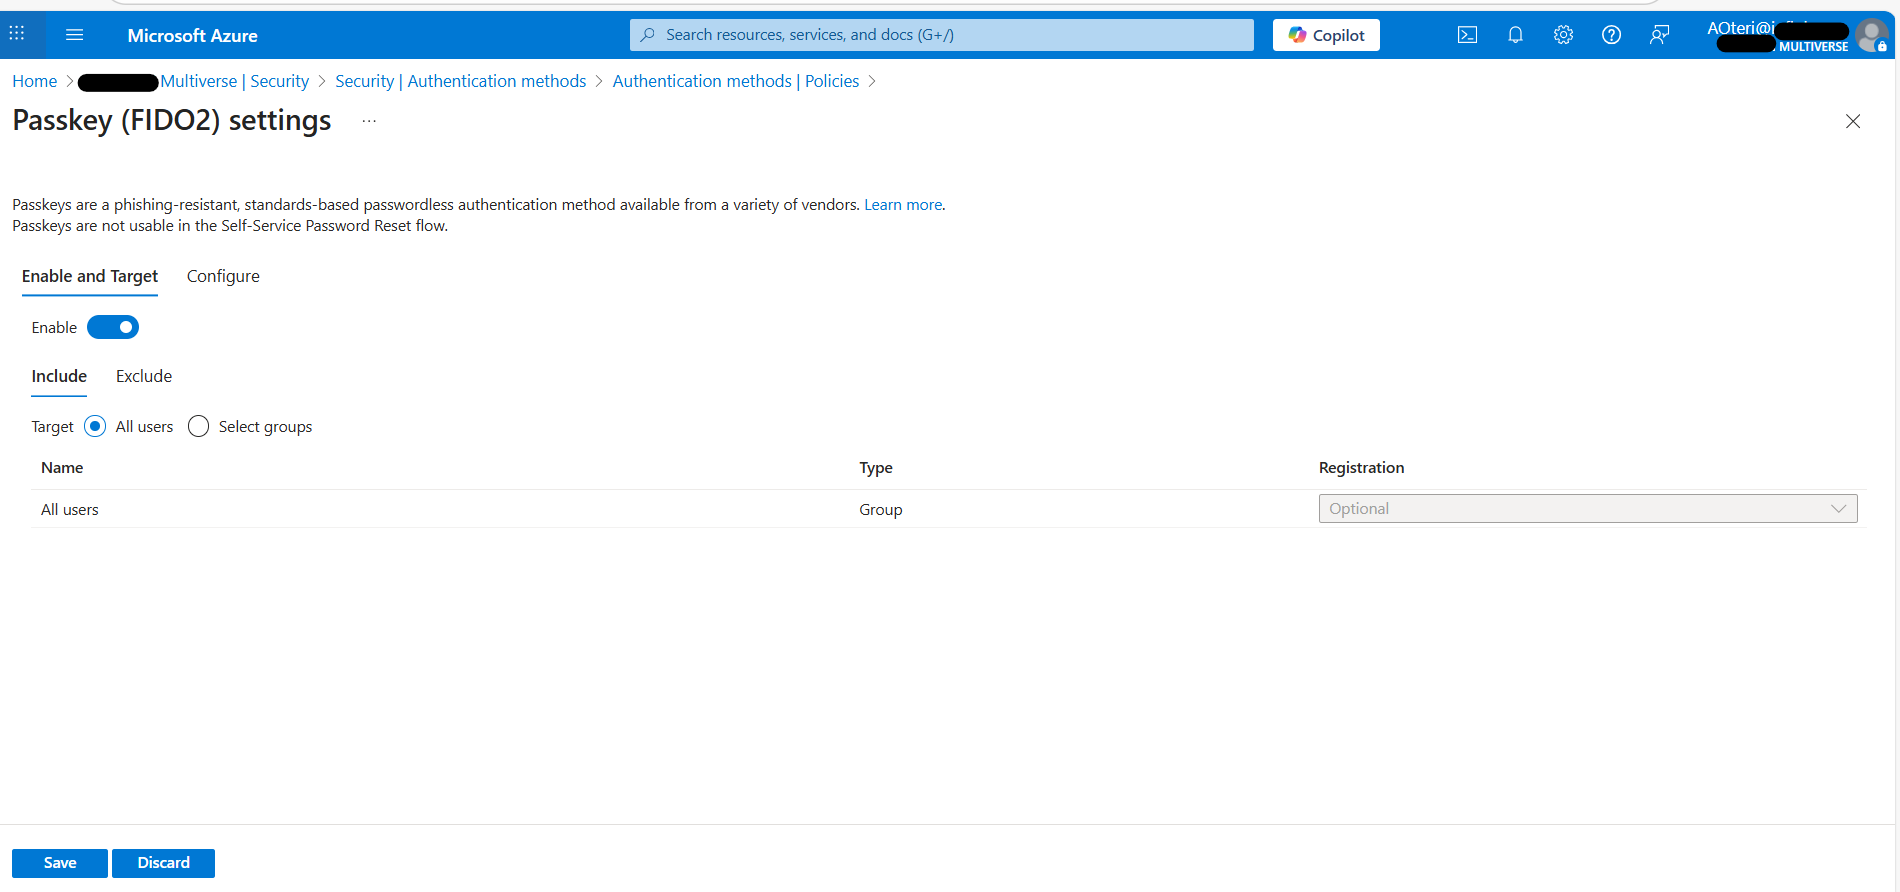 Microsoft Azure
Search resources, services, and docs (G+/)
Copilot
AOteri@
MULTIVERSE
Home > Multiverse | Security > Security | Authentication methods > Authentication methods | Policies >
Passkey (FIDO2) settings ...
Passkeys are a phishing-resistant, standards-based passwordless authentication method available from a variety of vendors. Learn more.
Passkeys are not usable in the Self-Service Password Reset flow.
Enable and Target Configure
Enable
Include Exclude
Target All users Select groups
Name Type Registration
All users Group Optional
Save Discard